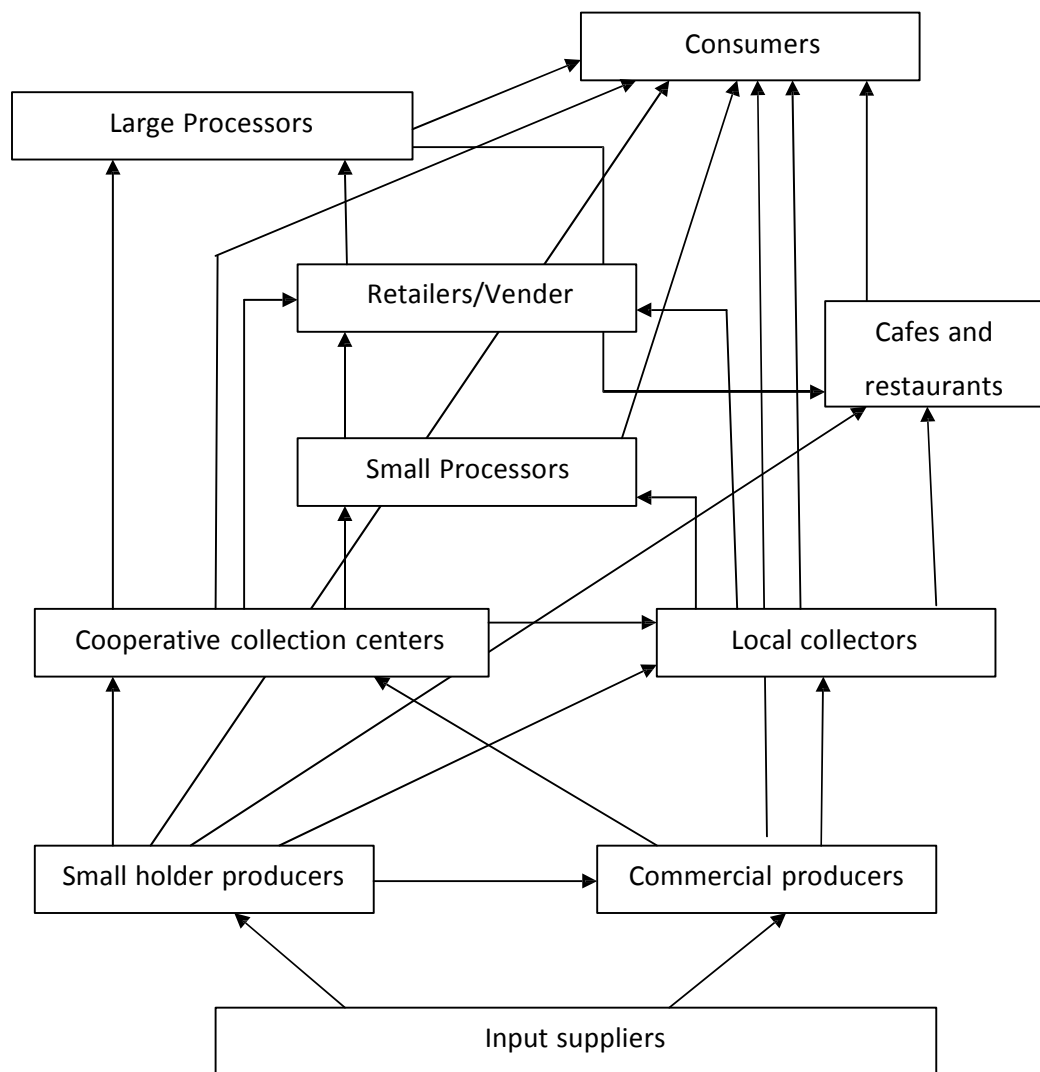 Consumers
Large Processors
Retailers/Vender
Cafes and
restaurants
Small Processors
Cooperative collection centers
Local collectors
Small holder producers
Commercial producers
Input suppliers